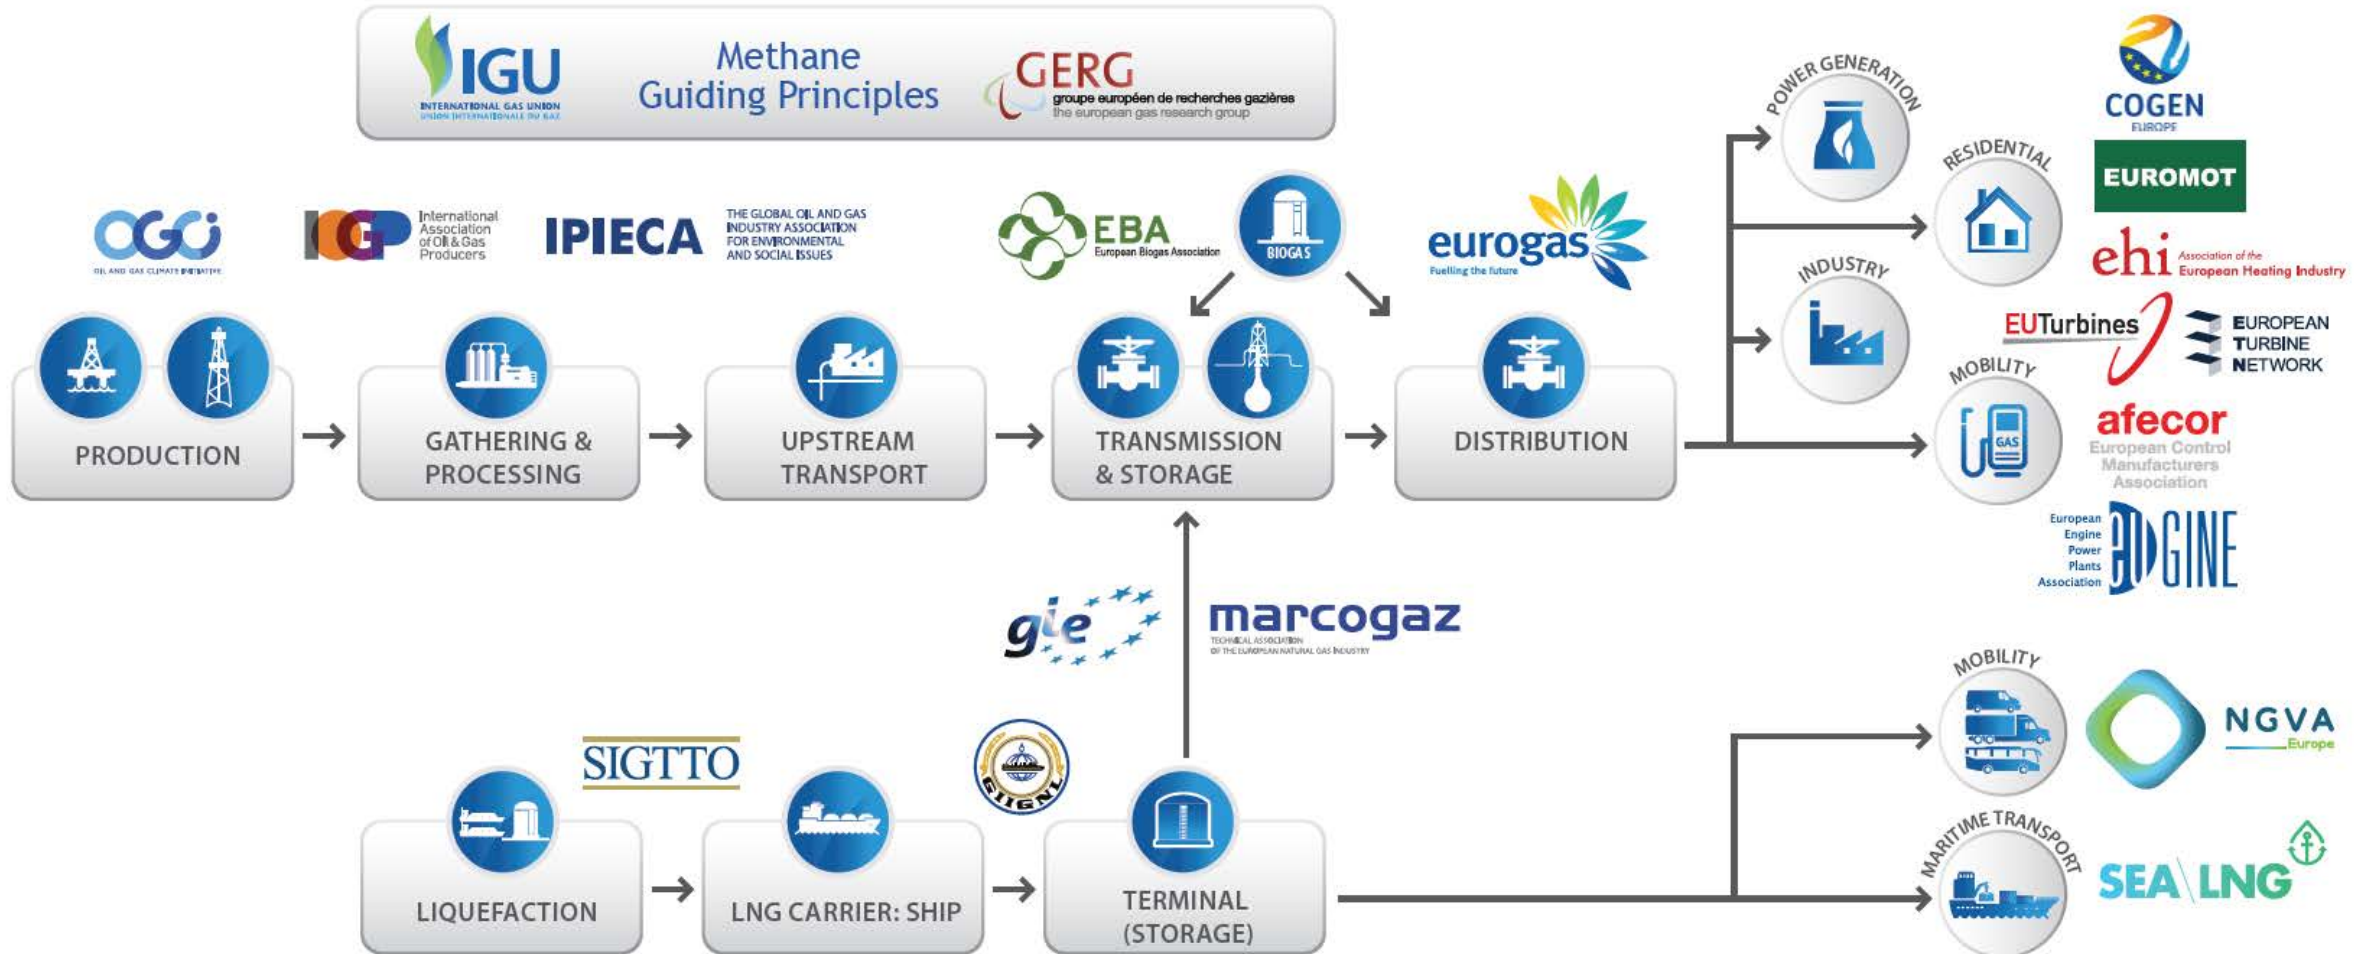 IGU
INTERNATIONAL GAS UNION
UNION INTERNATIONALE DU GAZ
Methane
Guiding Principles
GERG
groupe européen de recherches gazières
the european gas research group
OGCI
OIL AND GAS CLIMATE INITIATIVE
IOGP
International
Association
of Oil & Gas
Producers
IPIECA
THE GLOBAL OIL AND GAS
INDUSTRY ASSOCIATION
FOR ENVIRONMENTAL
AND SOCIAL ISSUES
EBA
European Biogas Association
BIOGAS
eurogas
Fuelling the future
PRODUCTION
GATHERING &
PROCESSING
UPSTREAM
TRANSPORT
TRANSMISSION
& STORAGE
DISTRIBUTION
POWER GENERATION
RESIDENTIAL
INDUSTRY
MOBILITY
GAS
COGEN
EUROPE
EUROMOT
ehi
Association of the
European Heating Industry
EUTurbines
EUROPEAN
TURBINE
NETWORK
afecor
European Control
Manufacturers
Association
European
Engine
Power
Plants
Association
EUGINE
gie
marcogaz
TECHNICAL ASSOCIATION
OF THE EUROPEAN NATURAL GAS INDUSTRY
SIGTTO
GIIGNL
LIQUEFACTION
LNG CARRIER: SHIP
TERMINAL
(STORAGE)
MOBILITY
NGVA
Europe
MARITIME TRANSPORT
SEA\LNG